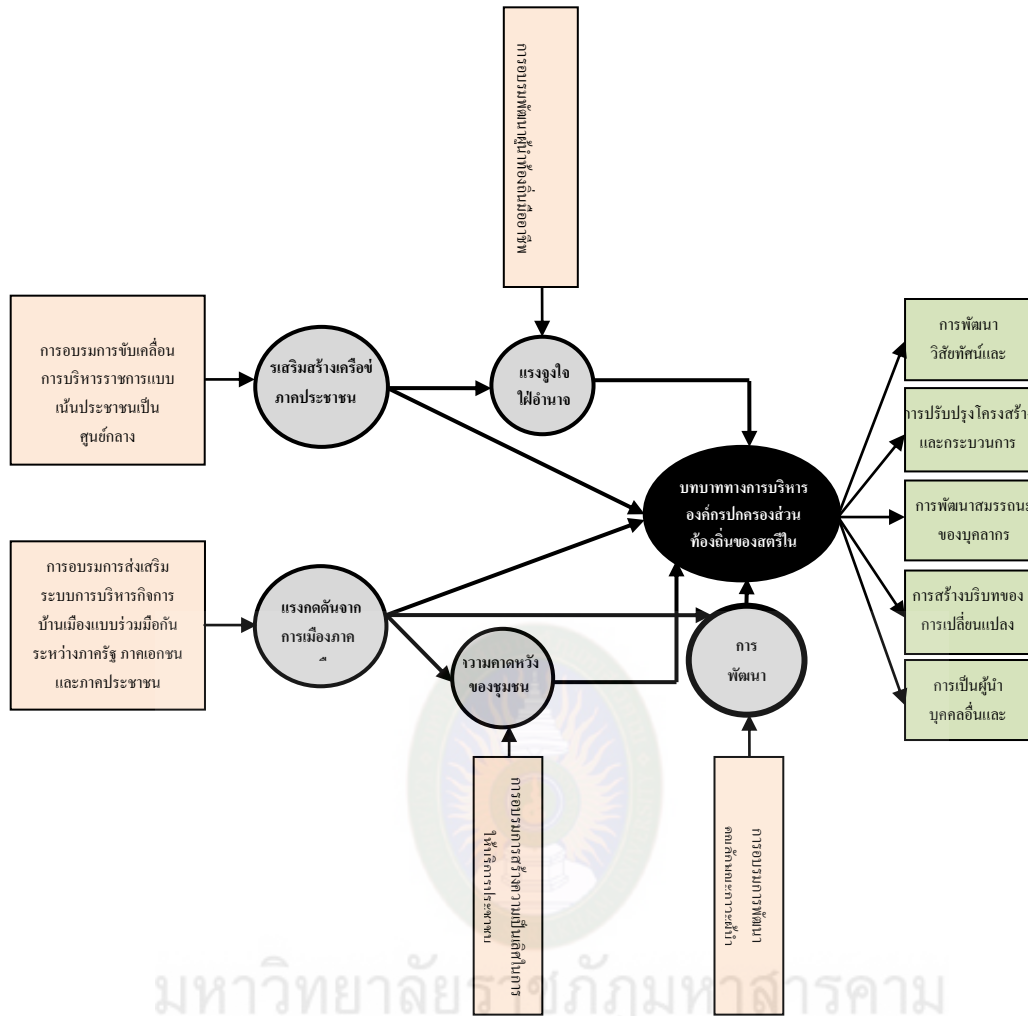 การอบรมพัฒนาผู้นำท้องถิ่นมืออาชีพ
การอบรมการขับเคลื่อน
การบริหารราชการแบบ
เน้นประชาชนเป็น
ศูนย์กลาง
รเสริมสร้างเครือข่
ภาคประชาชน
แรงจูงใจ
ใฝ่อำนาจ
การพัฒนา
วิสัยทัศน์และ
การปรับปรุงโครงสร้าง
และกระบวนการ
บทบาททางการบริหาร
องค์กรปกครองส่วน
ท้องถิ่นของสตรีใน
การพัฒนาสมรรถนะ
ของบุคลากร
การอบรมการส่งเสริม
ระบบการบริหารกิจการ
บ้านเมืองแบบร่วมมือกัน
ระหว่างภาครัฐ ภาคเอกชน
และภาคประชาชน
แรงกดดันจาก
การเมืองภาค
ความคาดหวัง
ของชุมชน
การ
พัฒนา
การสร้างบริบทของ
การเปลี่ยนแปลง
การเป็นผู้นำ
บุคคลอื่นและ
การอบรมการสร้างความเป็นเลิศในการ
ให้บริการประชาชน
การอบรมการพัฒนา
คุณลักษณะภาวะผู้นำ
มหาวิทยาลัยราชภัฏมหาสารคาม